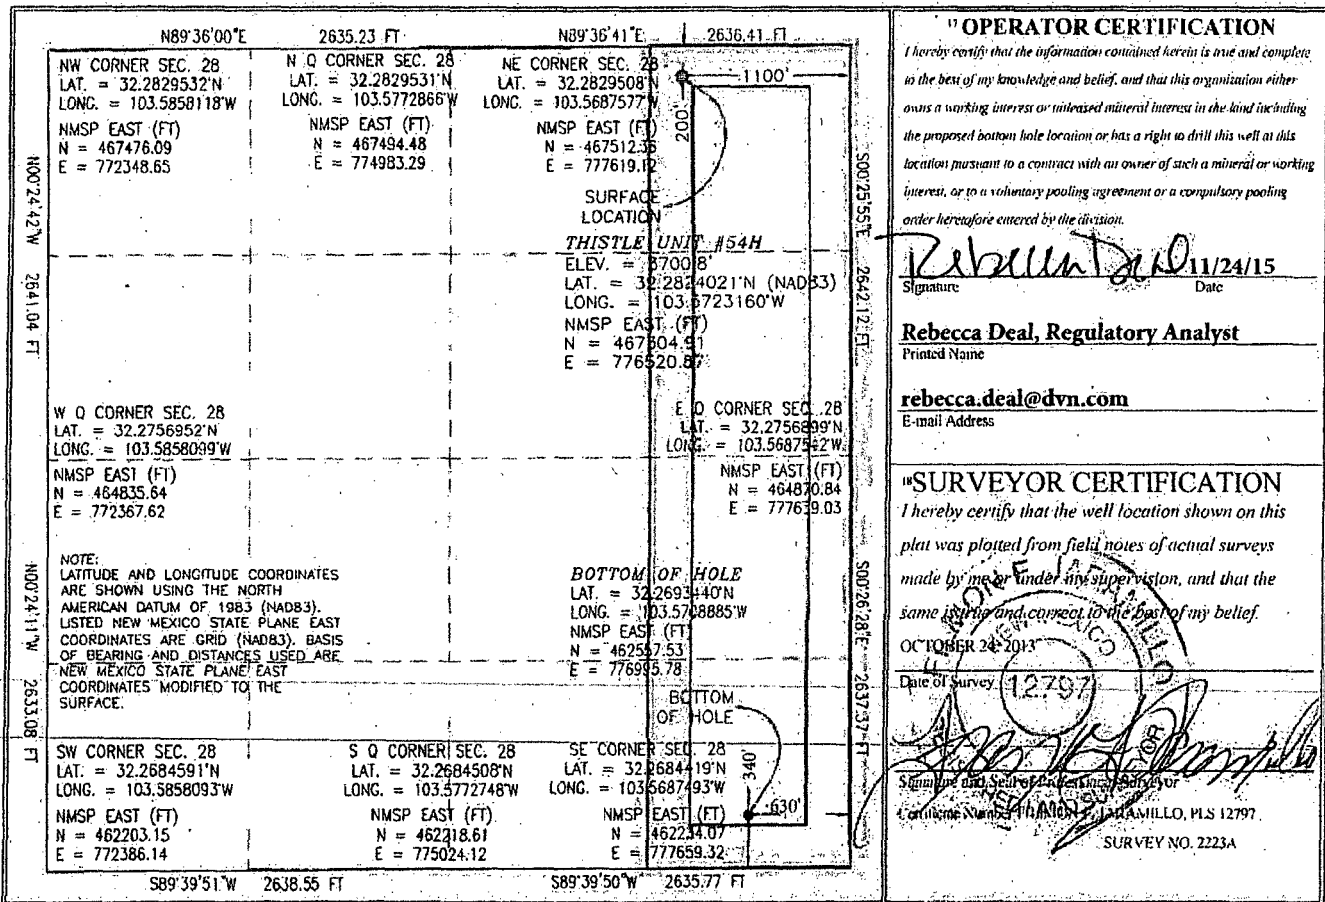 N89°36'00"E 2635.23 FT N89°36'41"E 2636.41 FT
NW CORNER SEC. 28
LAT. = 32.2829532'N
LONG. = 103.5858118'W
NMSP EAST (FT)
N = 467476.09
E = 772348.65
N Q CORNER SEC. 28
LAT. = 32.2829531'N
LONG. = 103.5772866'W
NMSP EAST (FT)
N = 467494.48
E = 774983.29
NE CORNER SEC. 28
LAT. = 32.2829508'N
LONG. = 103.5687577'W
NMSP EAST (FT)
N = 467512.36
E = 777619.12
1100'
200'
SURFACE
LOCATION
THISTLE UNIT #54H
ELEV. = 3700.8'
LAT. = 32.2824021'N (NAD83)
LONG. = 103.5723160'W
NMSP EAST (FT)
N = 467304.91
E = 776520.87
N00°24'42"W 2641.04 FT
S00°25'55"E 2642.12 FT
W Q CORNER SEC. 28
LAT. = 32.2756952'N
LONG. = 103.5858099'W
NMSP EAST (FT)
N = 464835.64
E = 772367.62
E Q CORNER SEC. 28
LAT. = 32.2756899'N
LONG. = 103.5687542'W
NMSP EAST (FT)
N = 464870.84
E = 777639.03
NOTE:
LATITUDE AND LONGITUDE COORDINATES
ARE SHOWN USING THE NORTH
AMERICAN DATUM OF 1983 (NAD83).
LISTED NEW MEXICO STATE PLANE EAST
COORDINATES ARE GRID (NAD83). BASIS
OF BEARING AND DISTANCES USED ARE
NEW MEXICO STATE PLANE EAST
COORDINATES MODIFIED TO THE
SURFACE.
BOTTOM OF HOLE
LAT. = 32.2693440'N
LONG. = 103.5708885'W
NMSP EAST (FT)
N = 462557.53
E = 776995.78
BOTTOM
OF HOLE
340'
630'
N00°24'11"W 2633.08 FT
S00°26'28"E 2637.37 FT
SW CORNER SEC. 28
LAT. = 32.2684591'N
LONG. = 103.5858093'W
NMSP EAST (FT)
N = 462203.15
E = 772386.14
S Q CORNER SEC. 28
LAT. = 32.2684508'N
LONG. = 103.5772748'W
NMSP EAST (FT)
N = 462218.61
E = 775024.12
SE CORNER SEC. 28
LAT. = 32.2684419'N
LONG. = 103.5687493'W
NMSP EAST (FT)
N = 462234.07
E = 777659.32
S89°39'51"W 2638.55 FT S89°39'50"W 2635.77 FT
17 OPERATOR CERTIFICATION
I hereby certify that the information contained herein is true and complete
to the best of my knowledge and belief, and that this organization either
owns a working interest or unleased mineral interest in the land including
the proposed bottom hole location or has a right to drill this well at this
location pursuant to a contract with an owner of such a mineral or working
interest, or to a voluntary pooling agreement or a compulsory pooling
order heretofore entered by the division.
Rebecca Deal 11/24/15
Signature Date
Rebecca Deal, Regulatory Analyst
Printed Name
rebecca.deal@dvn.com
E-mail Address
18 SURVEYOR CERTIFICATION
I hereby certify that the well location shown on this
plat was plotted from field notes of actual surveys
made by me or under my supervision, and that the
same is true and correct to the best of my belief.
OCTOBER 24, 2013
Date of Survey
NEW MEXICO
12797
JARAMILLO
Signature and Seal of Professional Surveyor
Certificate Number JARAMILLO, PLS 12797
SURVEY NO. 2223A